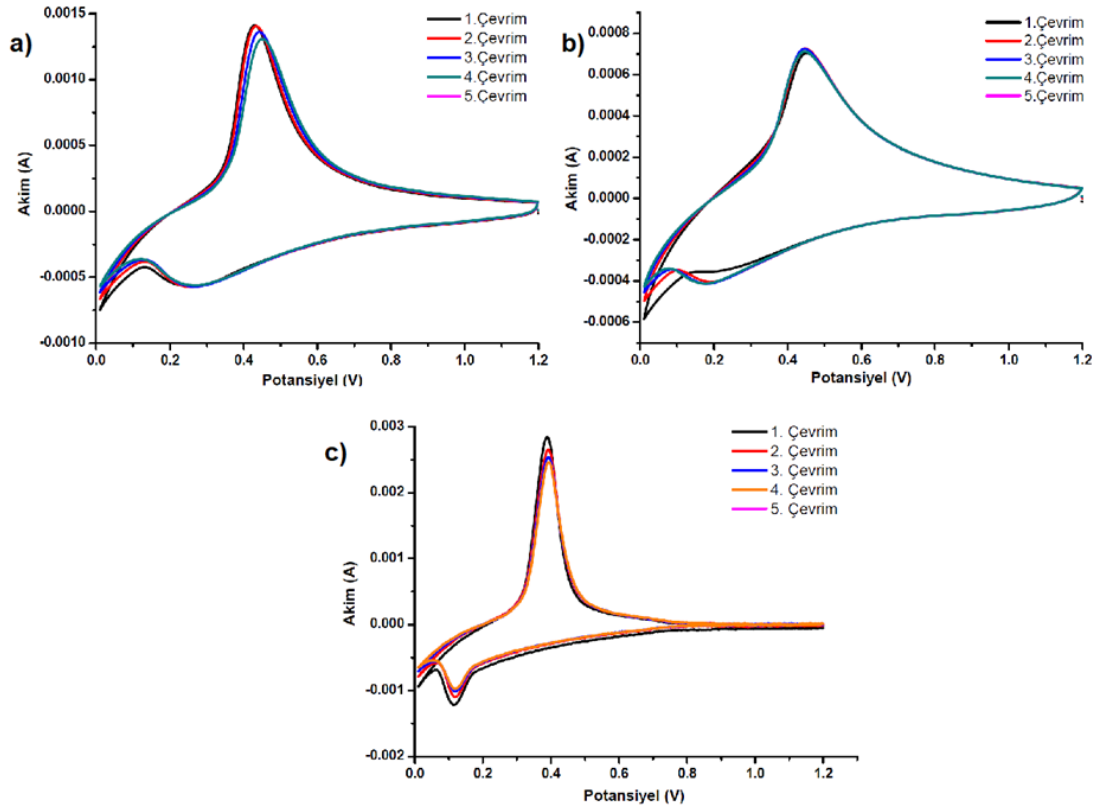 a)
0.0015
0.0010
0.0005
0.0000
-0.0005
-0.0010
Akim (A)
0.0 0.2 0.4 0.6 0.8 1.0 1.2
Potansiyel (V)
1.Çevrim
2.Çevrim
3.Çevrim
4.Çevrim
5.Çevrim
b)
0.0008
0.0006
0.0004
0.0002
0.0000
-0.0002
-0.0004
-0.0006
Akim (A)
0.0 0.2 0.4 0.6 0.8 1.0 1.2
Potansiyel (V)
1.Çevrim
2.Çevrim
3.Çevrim
4.Çevrim
5.Çevrim
c)
0.003
0.002
0.001
0.000
-0.001
-0.002
Akim (A)
0.0 0.2 0.4 0.6 0.8 1.0 1.2
Potansiyel (V)
1. Çevrim
2. Çevrim
3. Çevrim
4. Çevrim
5. Çevrim